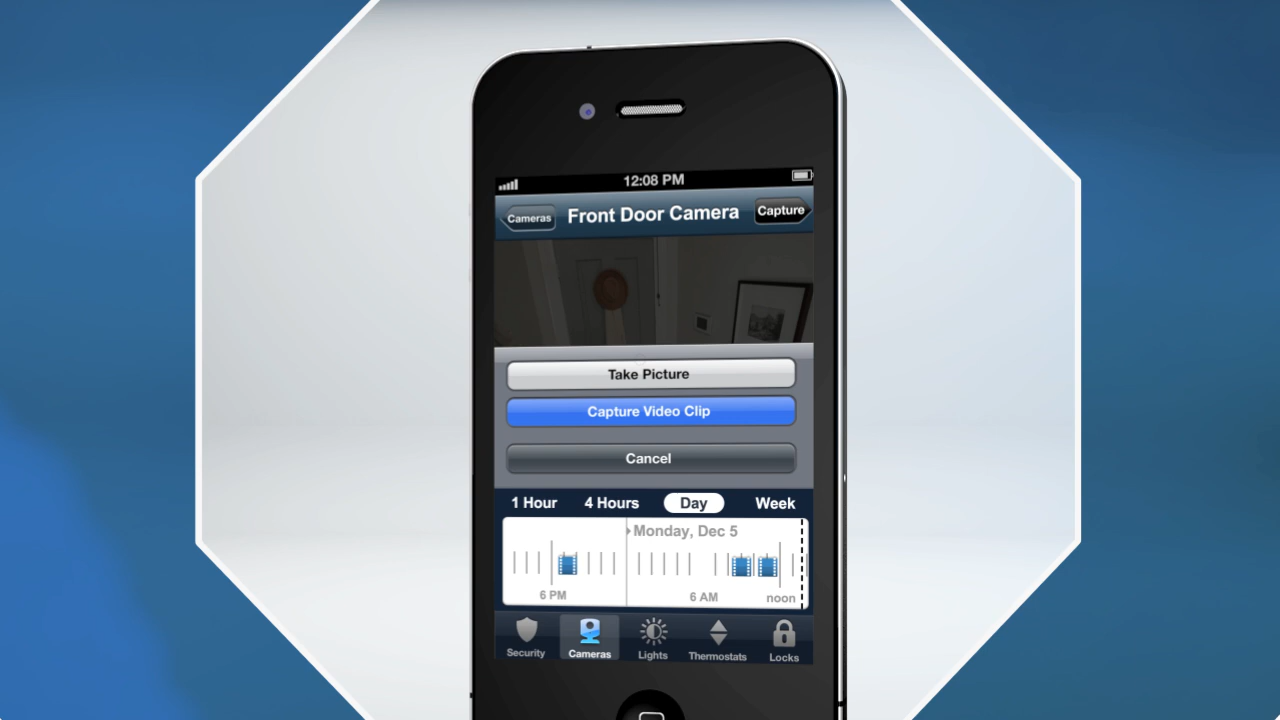 12:08 PM
Cameras
Front Door Camera
Capture
Take Picture
Capture Video Clip
Cancel
1 Hour
4 Hours
Day
Week
Monday, Dec 5
6 PM
6 AM
noon
Security
Cameras
Lights
Thermostats
Locks